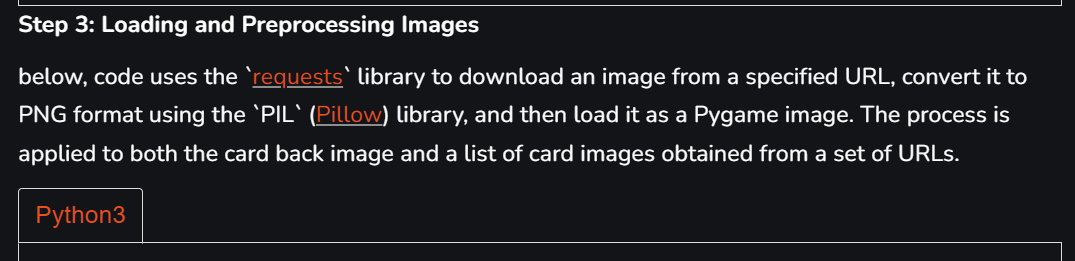 Step 3: Loading and Preprocessing Images
below, code uses the `requests` library to download an image from a specified URL, convert it to
PNG format using the `PIL` (Pillow) library, and then load it as a Pygame image. The process is
applied to both the card back image and a list of card images obtained from a set of URLs.
Python3